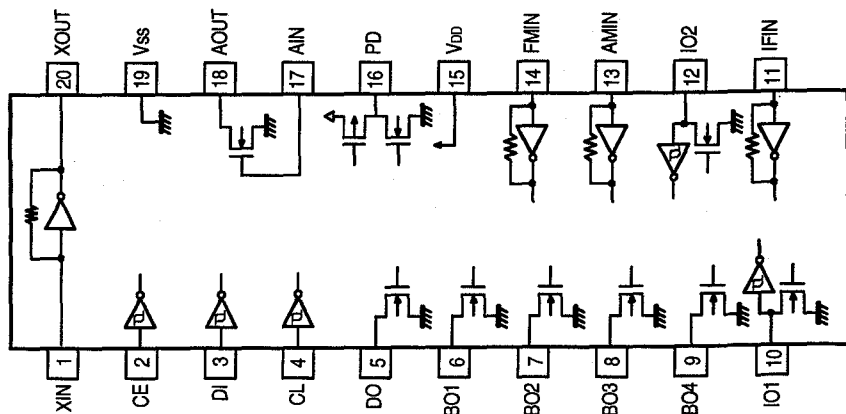 XOUT
Vss
AOUT
AIN
PD
VDD
FMIN
AMIN
IO2
IFIN
20
19
18
17
16
15
14
13
12
11
1
2
3
4
5
6
7
8
9
10
XIN
CE
DI
CL
DO
BO1
BO2
BO3
BO4
IO1